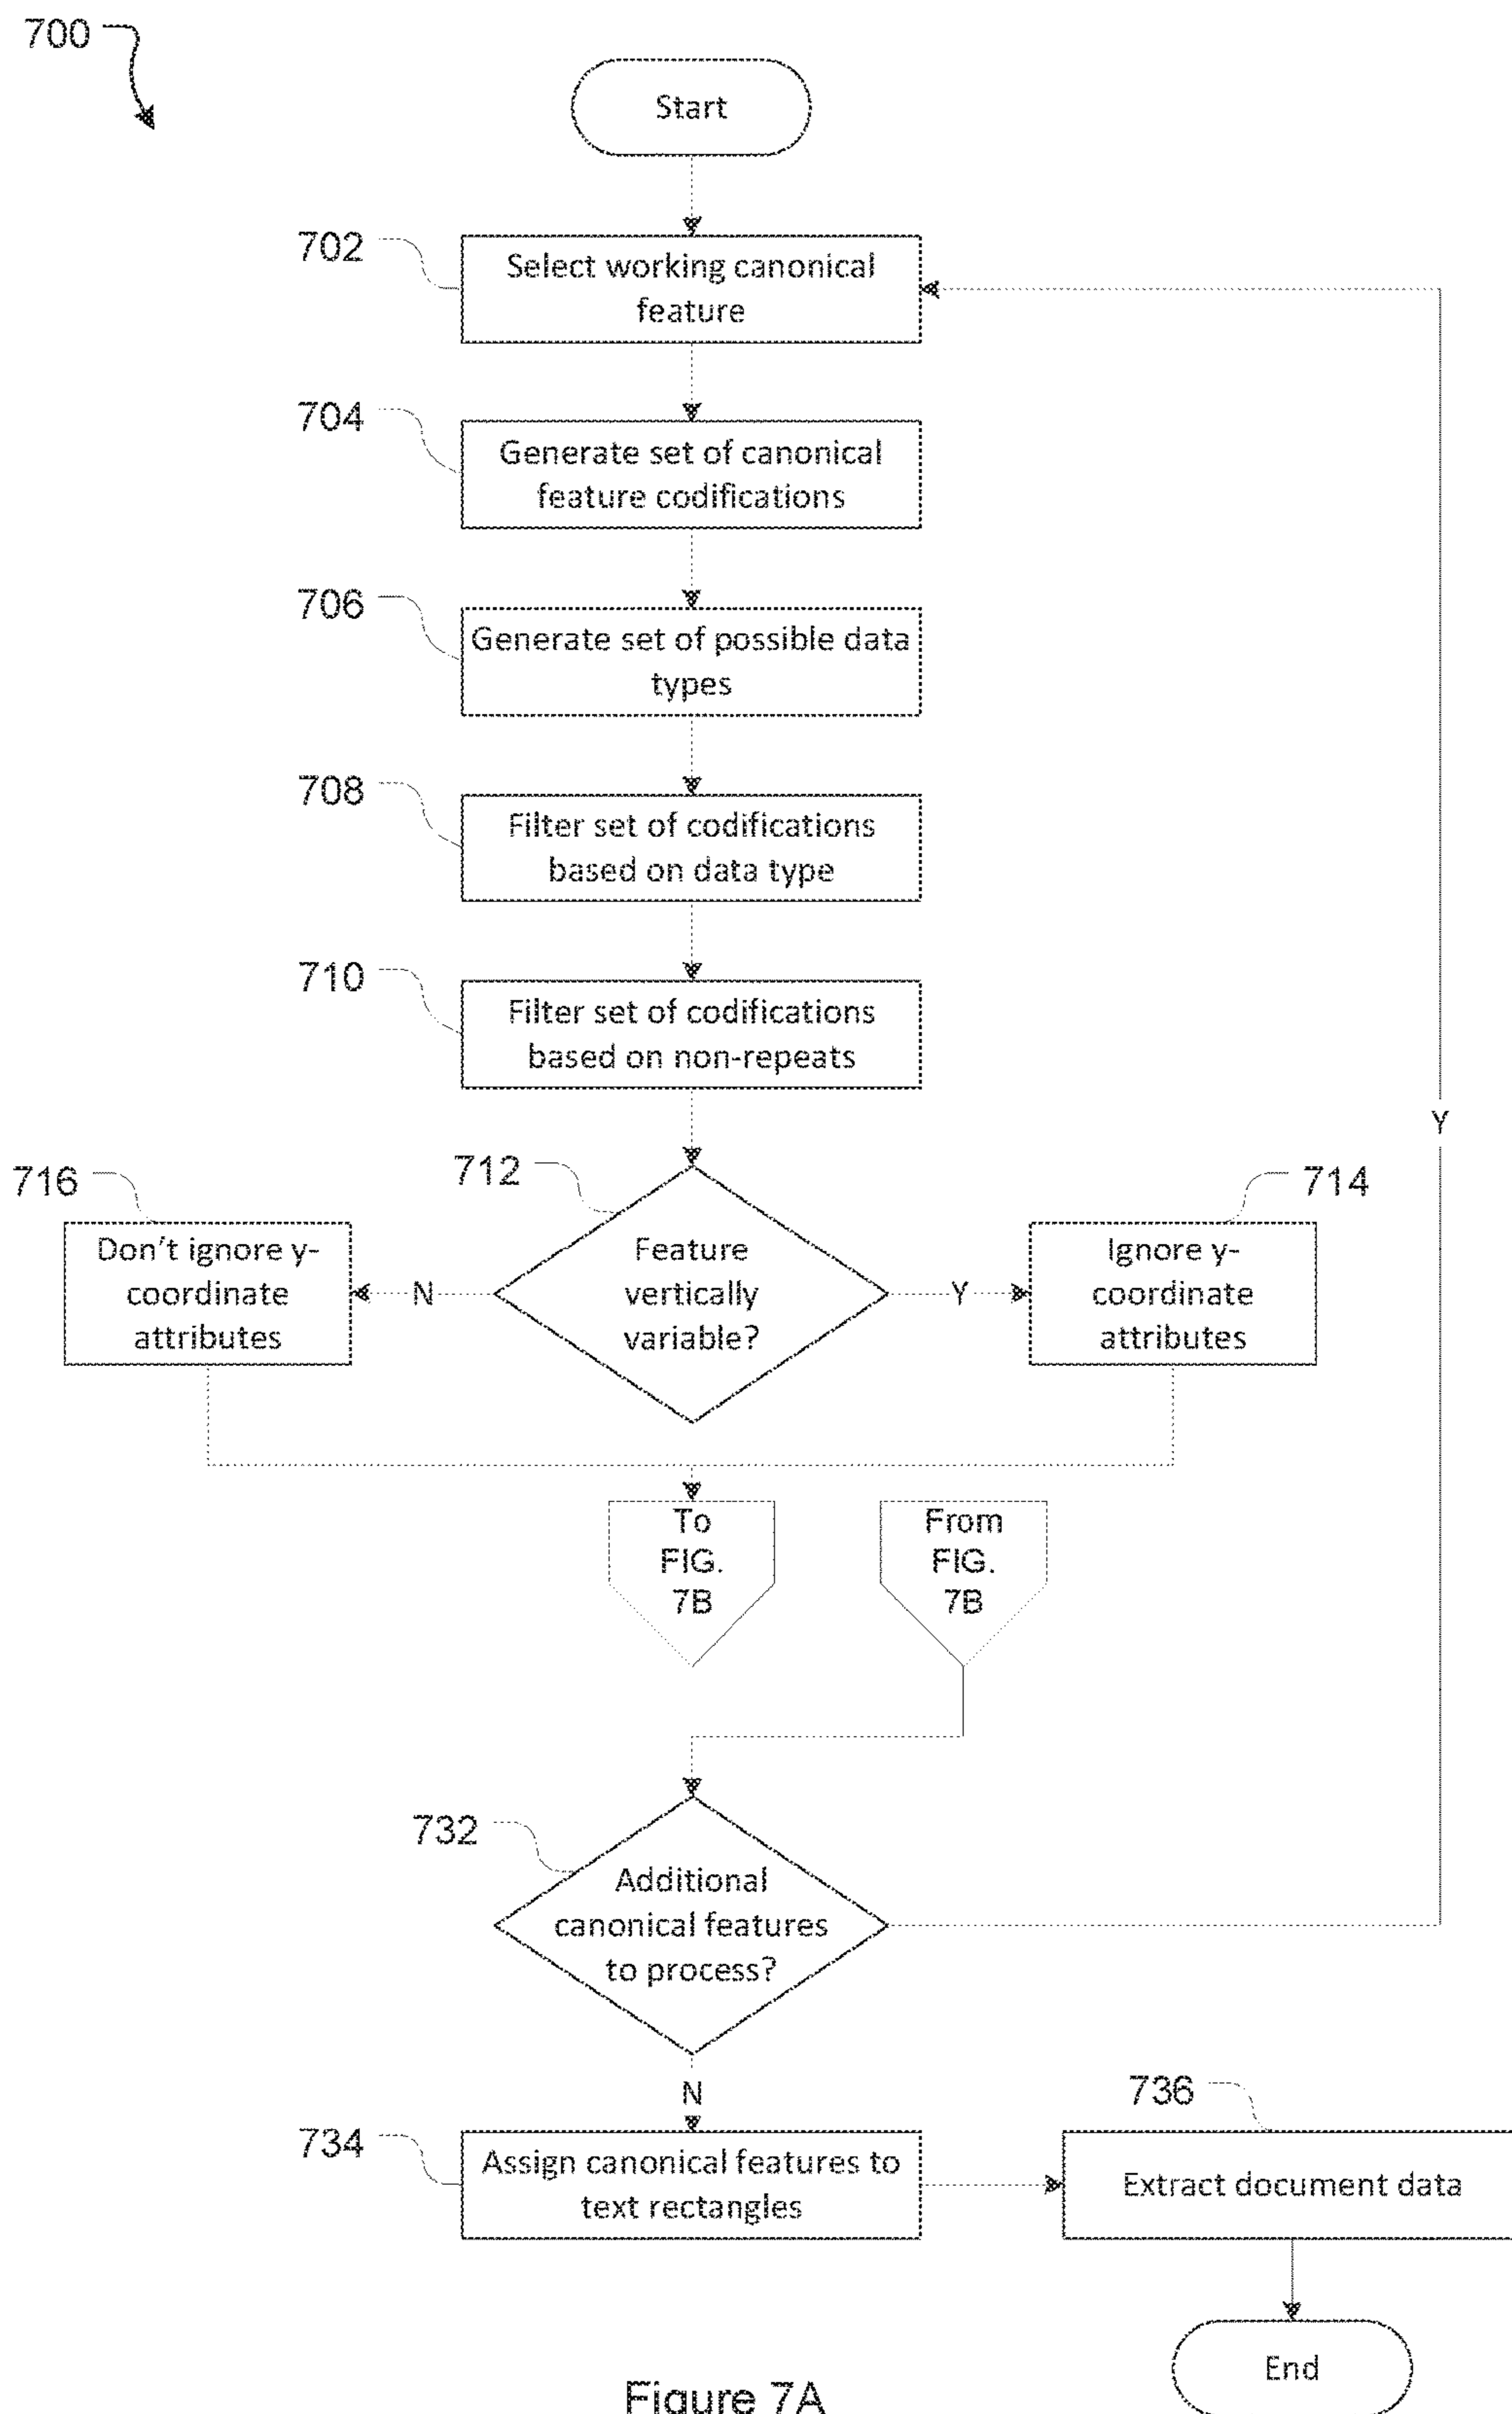 700
Start
702
Select working canonical
feature
704
Generate set of canonical
feature codifications
706
Generate set of possible data
types
708
Filter set of codifications
based on data type
710
Filter set of codifications
based on non-repeats
Y
716
712
714
Don't ignore y-
coordinate
attributes
N
Feature
vertically
variable?
Y
Ignore y-
coordinate
attributes
To
FIG.
7B
From
FIG.
7B
732
Additional
canonical features
to process?
N
734
Assign canonical features to
text rectangles
736
Extract document data
End
Figure 7A